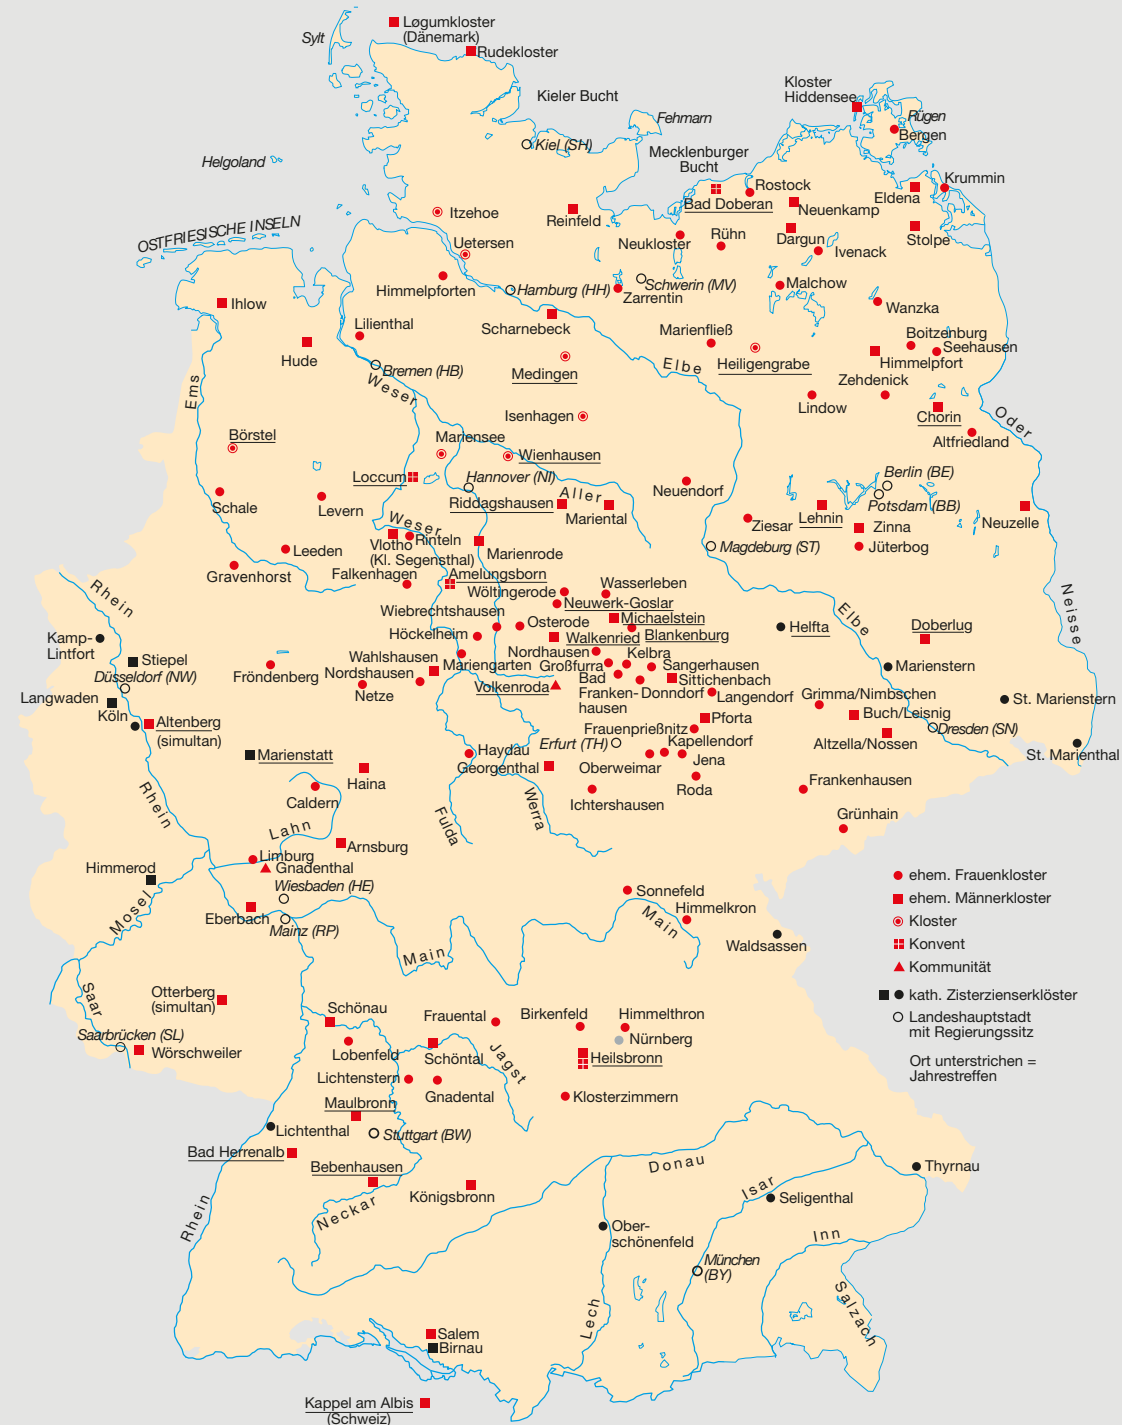 Løgumkloster
(Dänemark)
Sylt
Rudekloster
Kieler Bucht
Kloster
Hiddensee
Rügen
Bergen
Fehmarn
Kiel (SH)
Mecklenburger
Bucht
Helgoland
Krummin
Rostock
Eldena
Bad Doberan
Neuenkamp
Itzehoe
Reinfeld
OSTFRIESISCHE INSELN
Uetersen
Neukloster
Rühn
Dargun
Stolpe
Ivenack
Himmelpforten
Hamburg (HH)
Schwerin (MV)
Zarrentin
Malchow
Ihlow
Wanzka
Lilienthal
Scharnebeck
Marienfließ
Boitzenburg
Seehausen
Hude
Heiligengrabe
Himmelpfort
Elbe
Bremen (HB)
Medingen
Zehdenick
Ems
Weser
Lindow
Chorin
Oder
Isenhagen
Altfriedland
Börstel
Mariensee
Wienhausen
Loccum
Hannover (NI)
Berlin (BE)
Neuendorf
Schale
Levern
Riddagshausen
Aller
Mariental
Potsdam (BB)
Lehnin
Neuzelle
Weser
Ziesar
Zinna
Vlotho
Rinteln
(Kl. Segensthal)
Marienrode
Magdeburg (ST)
Jüterbog
Leeden
Gravenhorst
Falkenhagen
Amelungsborn
Wöltingerode
Wasserleben
Rhein
Neuwerk-Goslar
Elbe
Neisse
Wiebrechtshausen
Osterode
Michaelstein
Helfta
Doberlug
Kamp-
Lintfort
Höckelheim
Walkenried
Blankenburg
Stiepel
Wahlshausen
Nordhausen
Kelbra
Düsseldorf (NW)
Fröndenberg
Nordshausen
Mariengarten
Großfurra
Sangerhausen
Marienstern
Bad
Franken-
hausen
Sittichenbach
Langwaden
Netze
Volkenroda
Donndorf
Langendorf
Grimma/Nimbschen
St. Marienstern
Köln
Altenberg
(simultan)
Pforta
Buch/Leisnig
Frauenprießnitz
Dresden (SN)
Marienstatt
Haydau
Erfurt (TH)
Kapellendorf
Altzella/Nossen
St. Marienthal
Georgenthal
Oberweimar
Jena
Haina
Roda
Frankenhausen
Rhein
Caldern
Fulda
Werra
Ichtershausen
Grünhain
Lahn
Arnsburg
Limburg
Gnadenthal
Himmerod
Wiesbaden (HE)
Mosel
Eberbach
Mainz (RP)
Sonnefeld
Himmelkron
Main
Waldsassen
Main
ehem. Frauenkloster
ehem. Männerkloster
Kloster
Konvent
Kommunität
kath. Zisterzienserklöster
Landeshauptstadt
mit Regierungssitz
Ort unterstrichen =
Jahrestreffen
Saar
Otterberg
(simultan)
Schönau
Frauental
Birkenfeld
Himmelthron
Saarbrücken (SL)
Wörschweiler
Lobenfeld
Schöntal
Jagst
Nürnberg
Heilsbronn
Lichtenstern
Gnadental
Klosterzimmern
Maulbronn
Lichtenthal
Stuttgart (BW)
Bad Herrenalb
Bebenhausen
Donau
Thyrnau
Königsbronn
Isar
Seligenthal
Neckar
Rhein
Ober-
schönenfeld
Inn
München
(BY)
Salzach
Lech
Salem
Birnau
Kappel am Albis
(Schweiz)